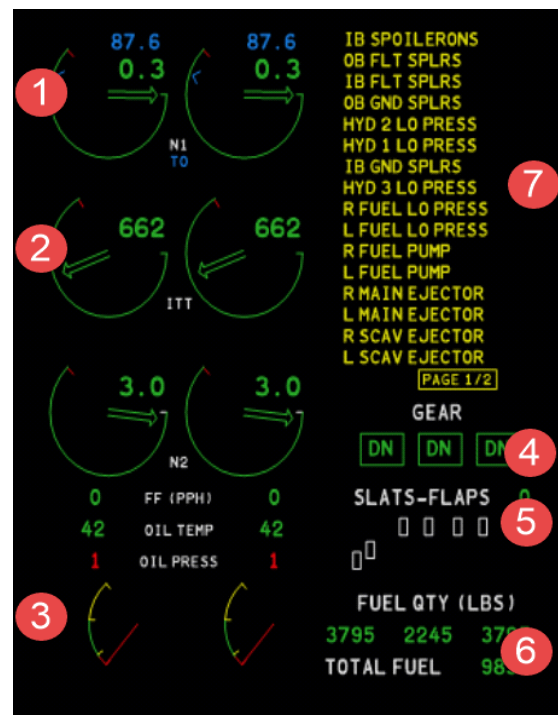 87.6 87.6
0.3 0.3
1
N1
TO
662 662
2
ITT
3.0 3.0
N2
0 FF (PPH) 0
42 OIL TEMP 42
1 OIL PRESS 1
3
IB SPOILERONS
OB FLT SPLRS
IB FLT SPLRS
OB GND SPLRS
HYD 2 LO PRESS
HYD 1 LO PRESS
IB GND SPLRS
HYD 3 LO PRESS
7
R FUEL LO PRESS
L FUEL LO PRESS
R FUEL PUMP
L FUEL PUMP
R MAIN EJECTOR
L MAIN EJECTOR
R SCAV EJECTOR
L SCAV EJECTOR
PAGE 1/2
GEAR
DN DN
4
SLATS-FLAPS
5
FUEL QTY (LBS)
3795 2245
6
TOTAL FUEL